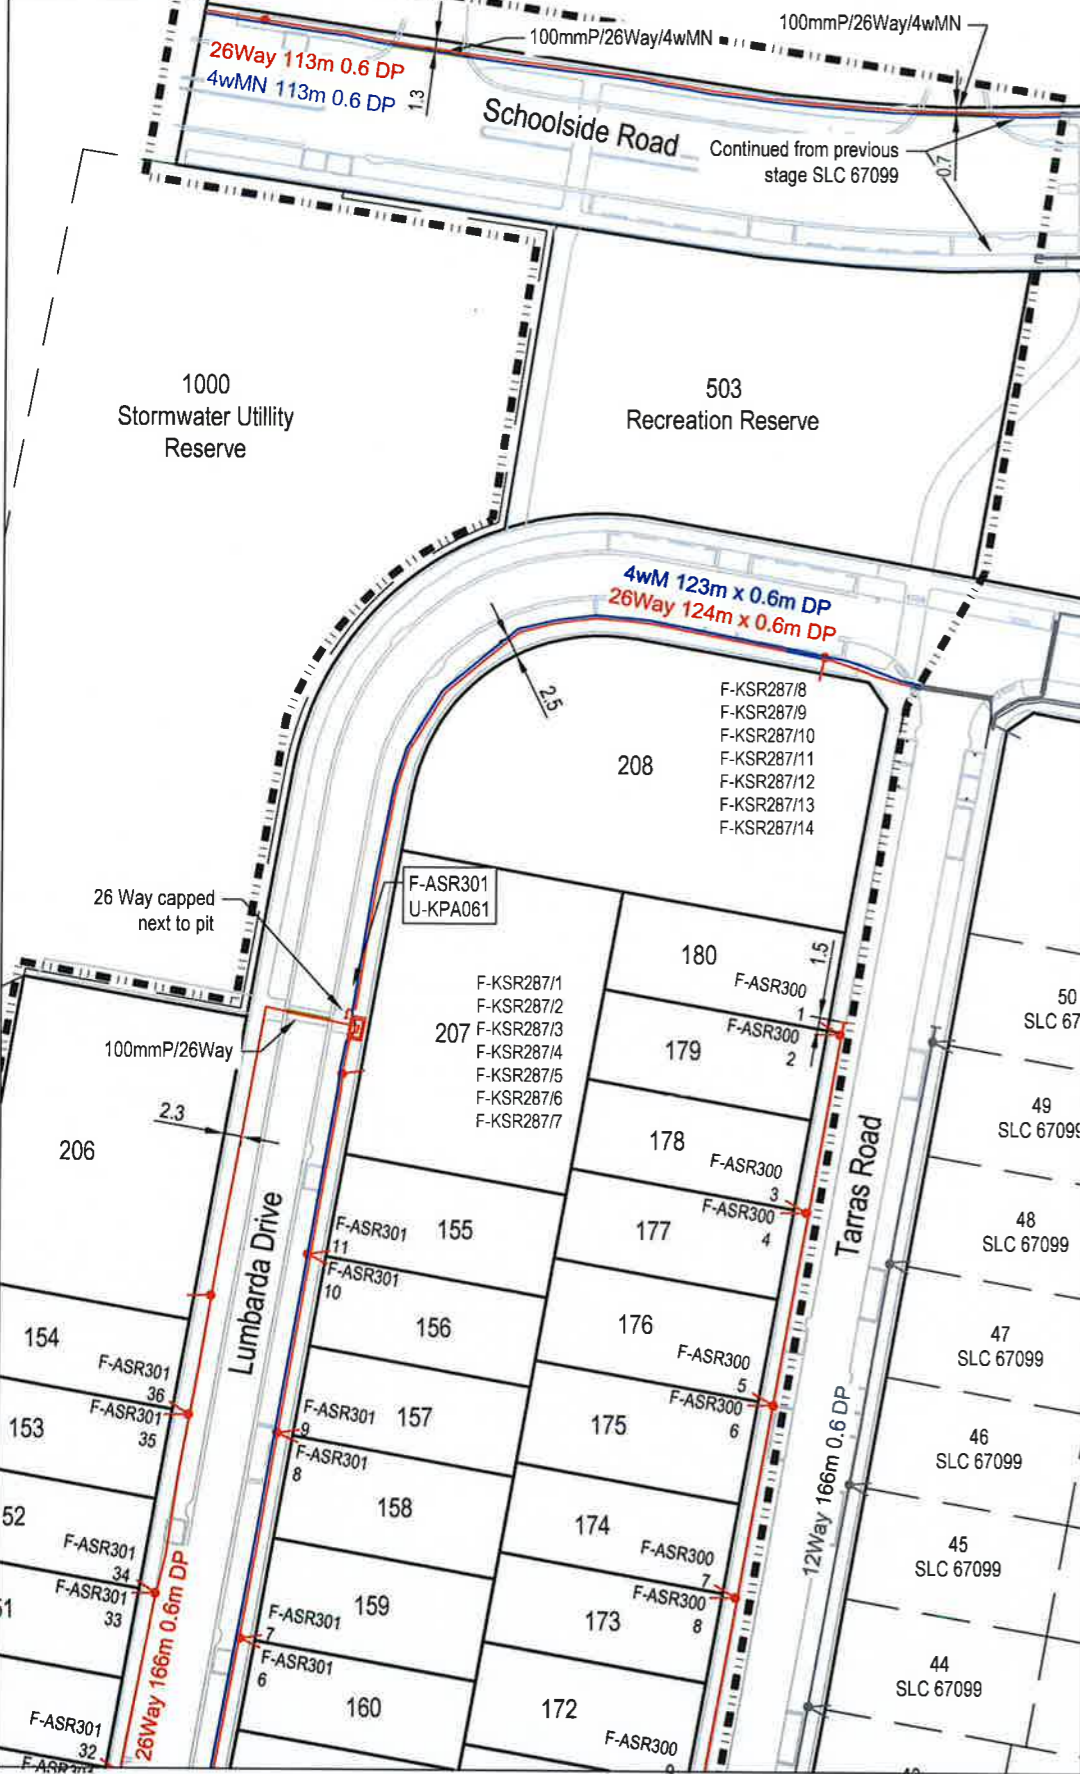 100mmP/26Way/4wMN
100mmP/26Way/4wMN
26Way 113m 0.6 DP
4wMN 113m 0.6 DP
1.3
Schoolside Road
Continued from previous
stage SLC 67099
0.7
1000
Stormwater Utillity
Reserve
503
Recreation Reserve
4wM 123m x 0.6m DP
26Way 124m x 0.6m DP
2.5
208
F-KSR287/8
F-KSR287/9
F-KSR287/10
F-KSR287/11
F-KSR287/12
F-KSR287/13
F-KSR287/14
26 Way capped
next to pit
F-ASR301
U-KPA061
100mmP/26Way
2.3
206
207
F-KSR287/1
F-KSR287/2
F-KSR287/3
F-KSR287/4
F-KSR287/5
F-KSR287/6
F-KSR287/7
180
1.5
F-ASR300
1
F-ASR300
2
179
178
F-ASR300
3
F-ASR300
4
177
176
F-ASR300
5
F-ASR300
6
175
174
F-ASR300
7
F-ASR300
8
173
172
F-ASR300
9
Tarras Road
12Way 166m 0.6 DP
50
SLC 67
49
SLC 67099
48
SLC 67099
47
SLC 67099
46
SLC 67099
45
SLC 67099
44
SLC 67099
Lumbarda Drive
F-ASR301
11
F-ASR301
10
155
156
F-ASR301
9
F-ASR301
8
157
158
159
F-ASR301
7
F-ASR301
6
160
154
F-ASR301
36
F-ASR301
35
153
52
F-ASR301
34
F-ASR301
33
51
F-ASR301
32
F-ASR301
26Way 166m 0.6m DP